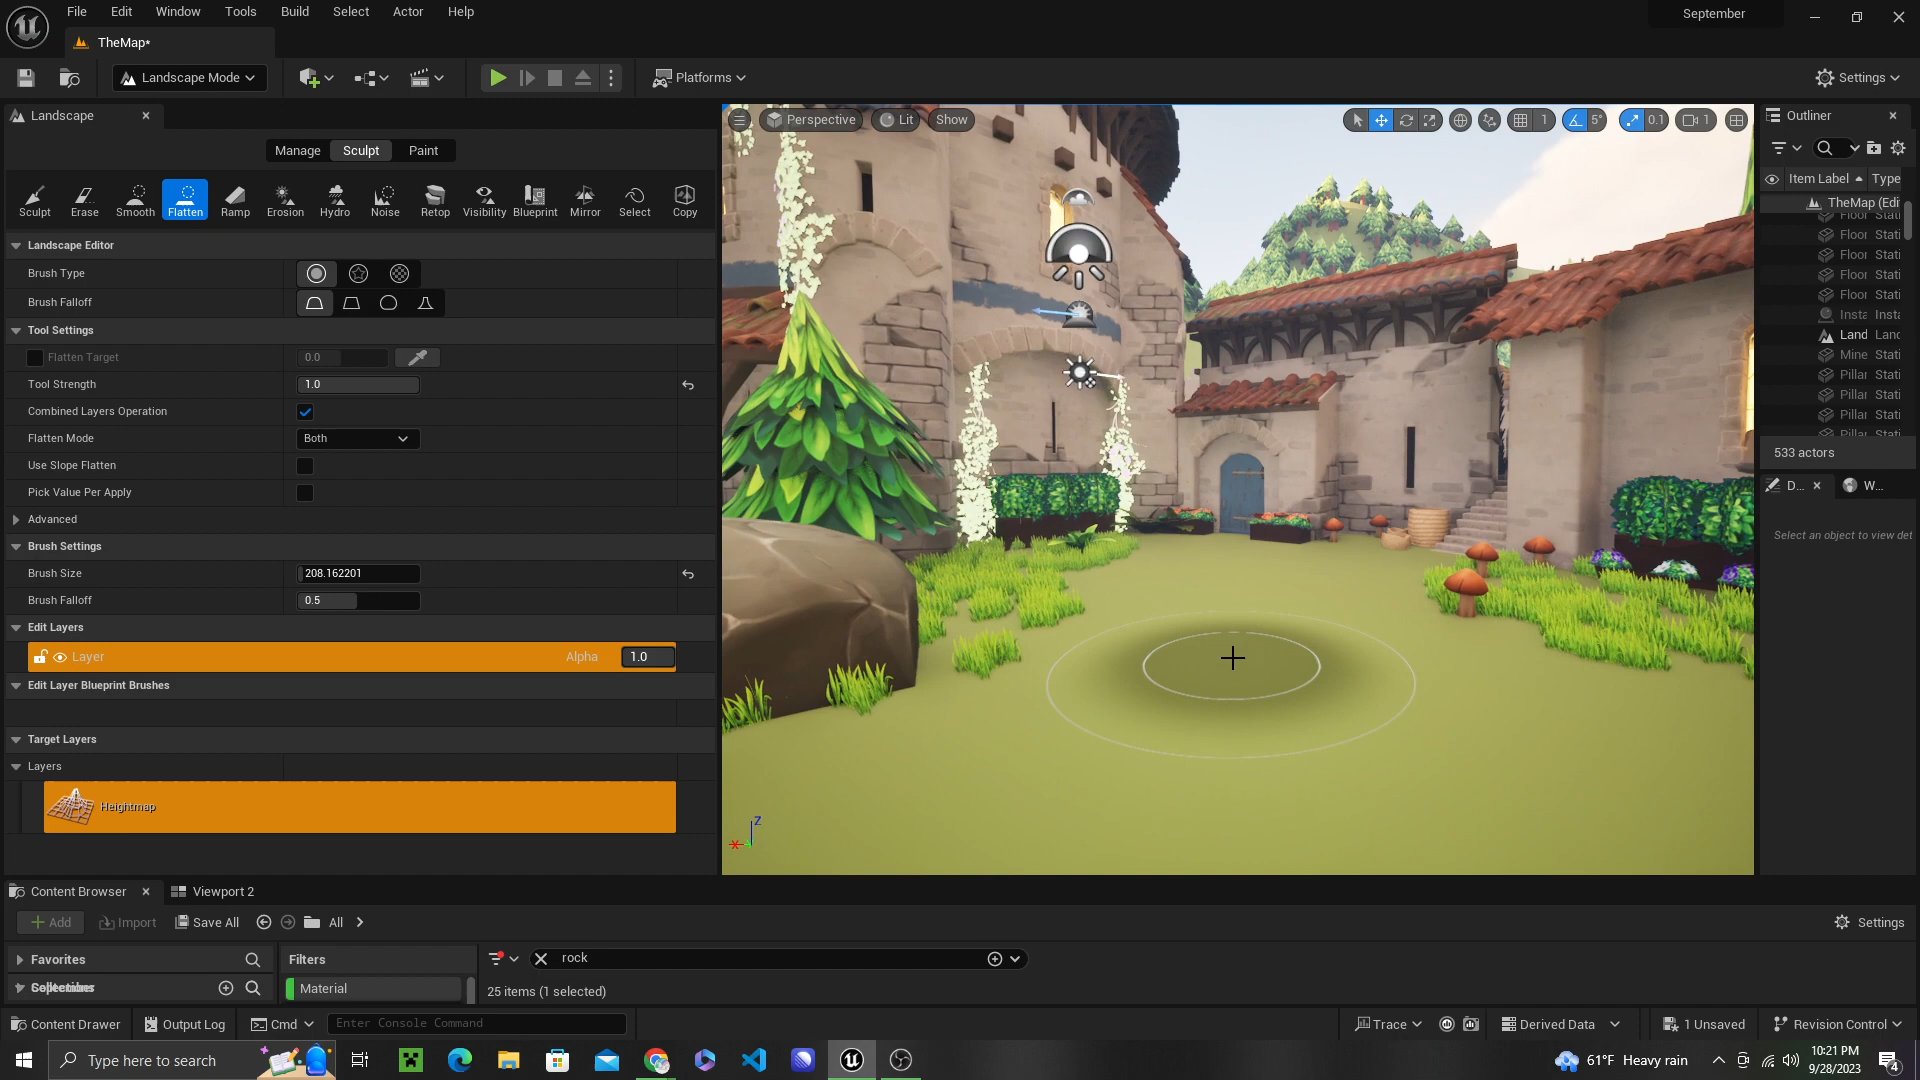 File Edit Window Tools Build Select Actor Help
September
TheMap*
Landscape Mode
Platforms
Settings
Landscape
Manage Sculpt Paint
Sculpt Erase Smooth Flatten Ramp Erosion Hydro Noise Retop Visibility Blueprint Mirror Select Copy
Landscape Editor
Brush Type
Brush Falloff
Tool Settings
Flatten Target 0.0
Tool Strength 1.0
Combined Layers Operation
Flatten Mode Both
Use Slope Flatten
Pick Value Per Apply
Advanced
Brush Settings
Brush Size 208.162201
Brush Falloff 0.5
Edit Layers
Layer Alpha 1.0
Edit Layer Blueprint Brushes
Target Layers
Layers
Heightmap
Perspective Lit Show
1 5° 0.1 1
Z
X
Outliner
Item Label Type
TheMap (Edi
Floor Stati
Floor Stati
Floor Stati
Floor Stati
Floor Stati
Insta Insta
Land Land
Mine Stati
Pillar Stati
Pillar Stati
Pillar Stati
Pillar Stati
533 actors
D... W...
Select an object to view det
Content Browser Viewport 2
Add Import Save All All
Settings
Favorites
Filters
rock
Material
25 items (1 selected)
Content Drawer Output Log Cmd Enter Console Command
Trace Derived Data 1 Unsaved Revision Control
Type here to search
61°F Heavy rain
10:21 PM
9/28/2023
4